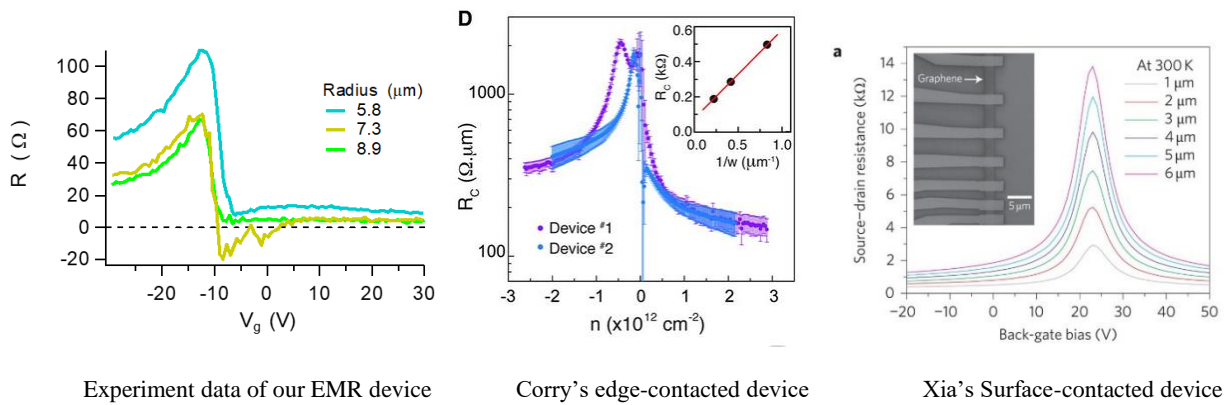 100
80
60
40
20
0
20
R ( Ω )
Radius (μm)
5.8
7.3
8.9
-20
-10
0
10
20
30
V g (V)
Experiment data of our EMR device
D
1000
100
R C (Ω.μm)
0.6
0.4
0.2
0.0
R C (kΩ)
0.0
0.5
1.0
1/w (μm⁻¹)
Device #1
Device #2
-2
-1
0
1
2
3
n (x10¹² cm⁻²)
Corry's edge-contacted device
a
14
12
10
8
6
4
2
0
Source–drain resistance (kΩ)
Graphene
5 μm
At 300 K
1 μm
2 μm
3 μm
4 μm
5 μm
6 μm
−20
−10
0
10
20
30
40
50
Back-gate bias (V)
Xia's Surface-contacted device